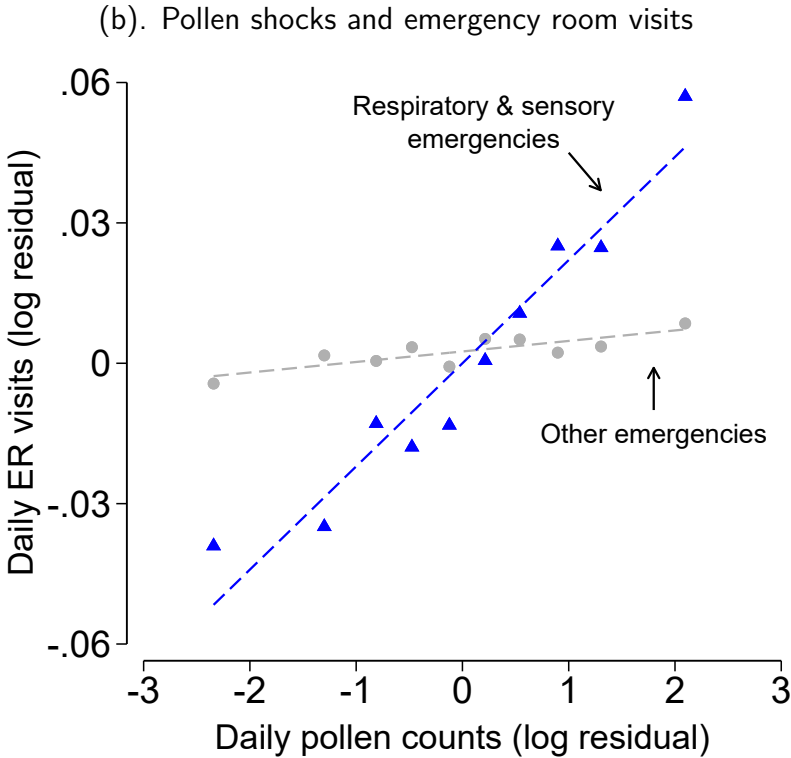 (b). Pollen shocks and emergency room visits
.06
.03
0
-.03
-.06
Daily ER visits (log residual)
Respiratory & sensory
emergencies
Other emergencies
-3 -2 -1 0 1 2 3
Daily pollen counts (log residual)